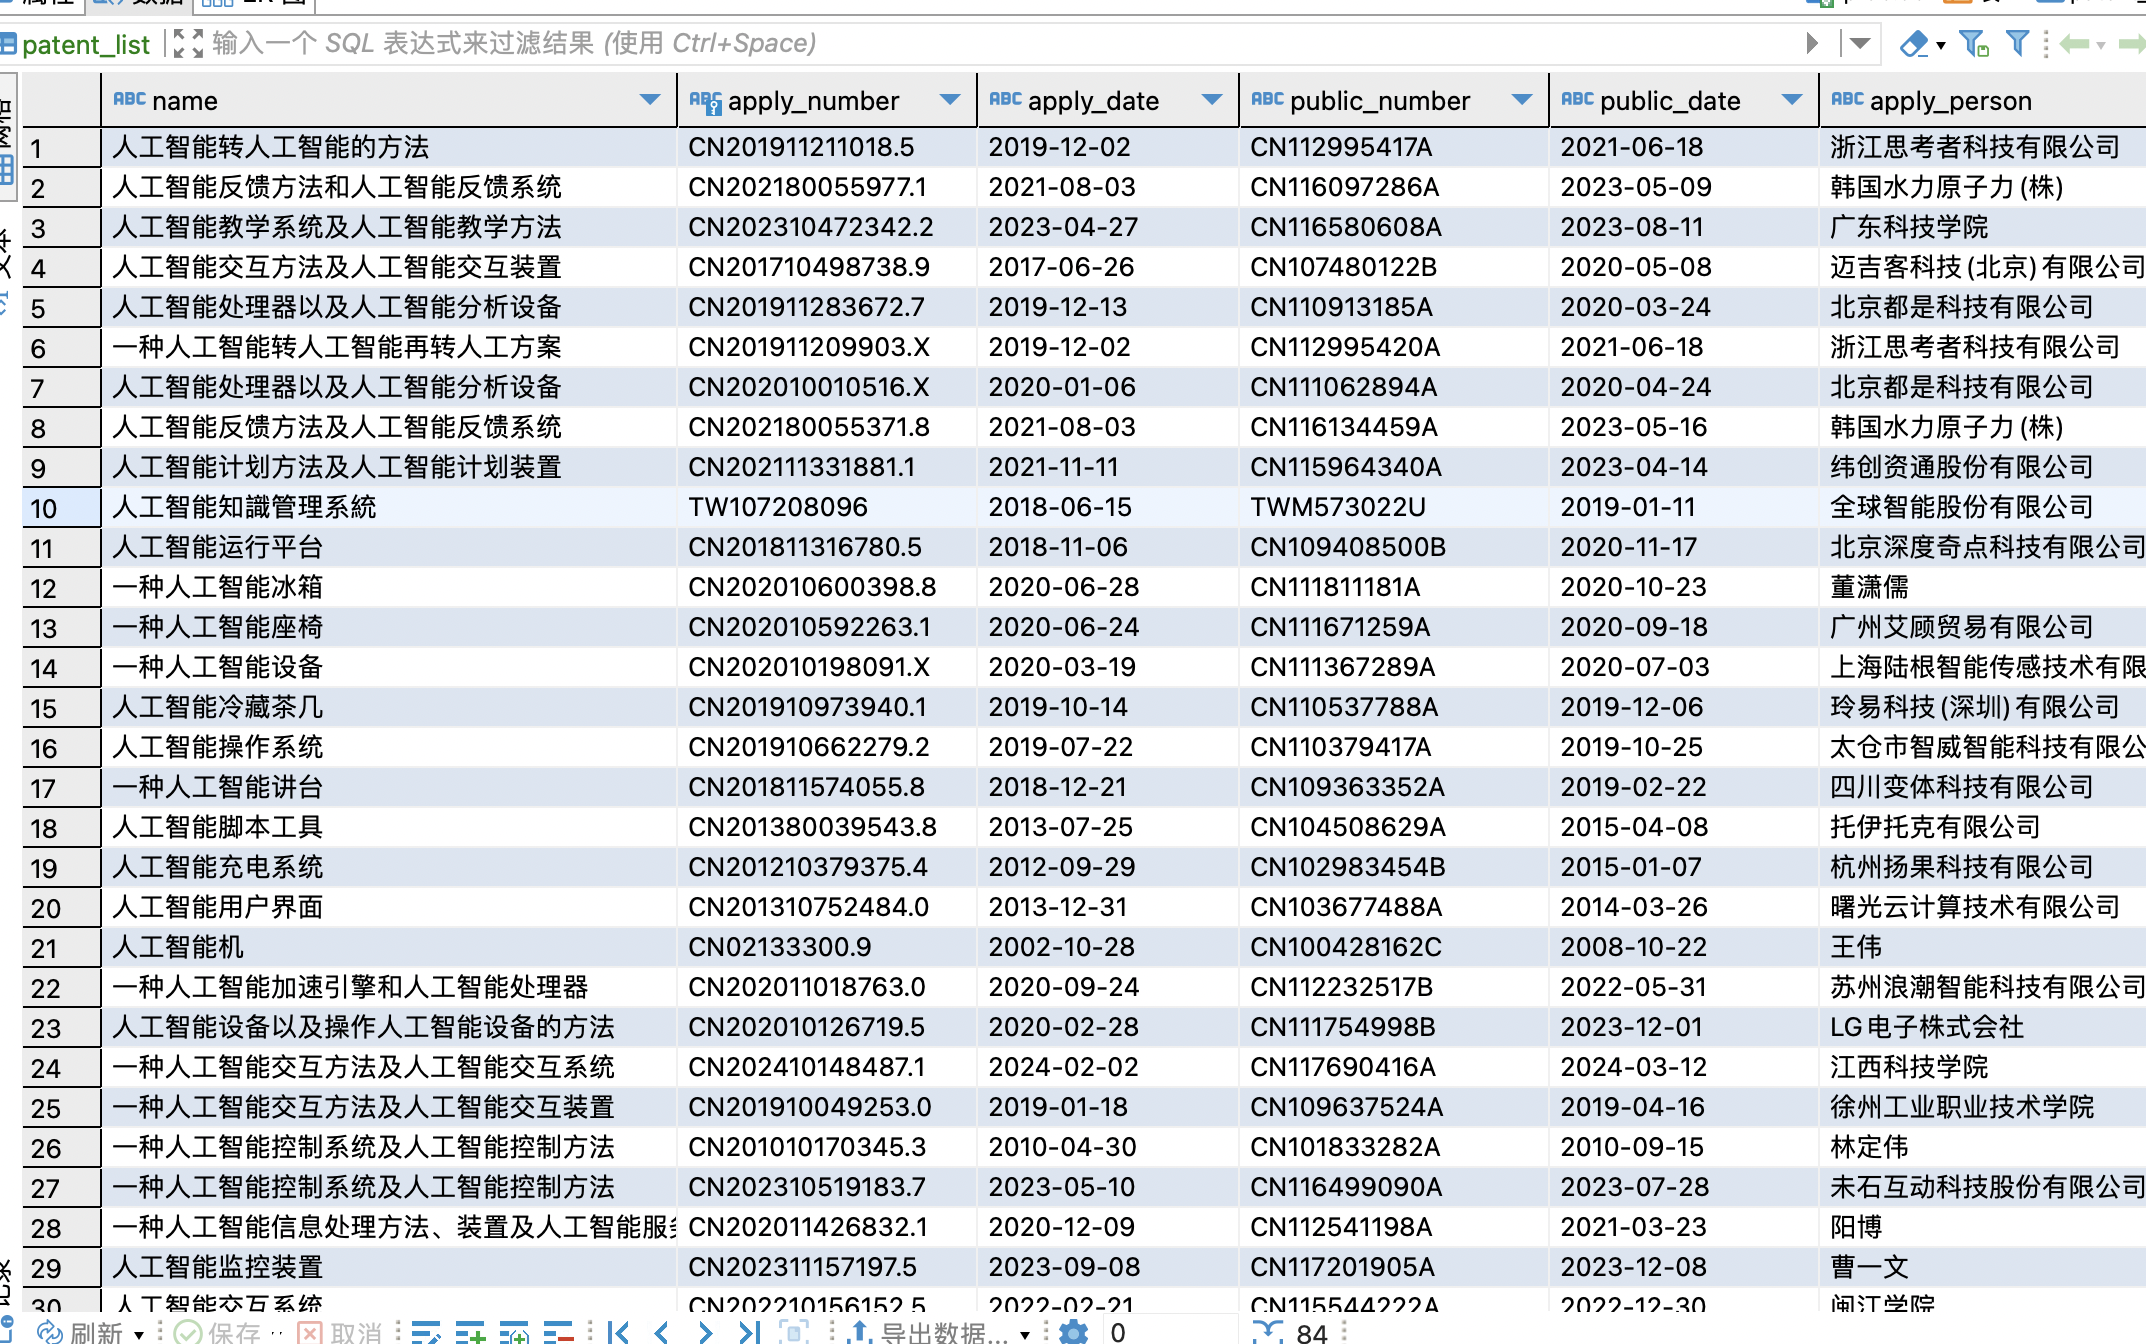 patent_list 输入一个 SQL 表达式来过滤结果 (使用 Ctrl+Space)
name apply_number apply_date public_number public_date apply_person
1 人工智能转人工智能的方法 CN201911211018.5 2019-12-02 CN112995417A 2021-06-18 浙江思考者科技有限公司
2 人工智能反馈方法和人工智能反馈系统 CN202180055977.1 2021-08-03 CN116097286A 2023-05-09 韩国水力原子力(株)
3 人工智能教学系统及人工智能教学方法 CN202310472342.2 2023-04-27 CN116580608A 2023-08-11 广东科技学院
4 人工智能交互方法及人工智能交互装置 CN201710498738.9 2017-06-26 CN107480122B 2020-05-08 迈吉客科技(北京)有限公司
5 人工智能处理器以及人工智能分析设备 CN201911283672.7 2019-12-13 CN110913185A 2020-03-24 北京都是科技有限公司
6 一种人工智能转人工智能再转人工方案 CN201911209903.X 2019-12-02 CN112995420A 2021-06-18 浙江思考者科技有限公司
7 人工智能处理器以及人工智能分析设备 CN202010010516.X 2020-01-06 CN111062894A 2020-04-24 北京都是科技有限公司
8 人工智能反馈方法及人工智能反馈系统 CN202180055371.8 2021-08-03 CN116134459A 2023-05-16 韩国水力原子力(株)
9 人工智能计划方法及人工智能计划装置 CN202111331881.1 2021-11-11 CN115964340A 2023-04-14 纬创资通股份有限公司
10 人工智能知識管理系統 TW107208096 2018-06-15 TWM573022U 2019-01-11 全球智能股份有限公司
11 人工智能运行平台 CN201811316780.5 2018-11-06 CN109408500B 2020-11-17 北京深度奇点科技有限公司
12 一种人工智能冰箱 CN202010600398.8 2020-06-28 CN111811181A 2020-10-23 董潇儒
13 一种人工智能座椅 CN202010592263.1 2020-06-24 CN111671259A 2020-09-18 广州艾顾贸易有限公司
14 一种人工智能设备 CN202010198091.X 2020-03-19 CN111367289A 2020-07-03 上海陆根智能传感技术有限
15 人工智能冷藏茶几 CN201910973940.1 2019-10-14 CN110537788A 2019-12-06 玲易科技(深圳)有限公司
16 人工智能操作系统 CN201910662279.2 2019-07-22 CN110379417A 2019-10-25 太仓市智威智能科技有限公
17 一种人工智能讲台 CN201811574055.8 2018-12-21 CN109363352A 2019-02-22 四川变体科技有限公司
18 人工智能脚本工具 CN201380039543.8 2013-07-25 CN104508629A 2015-04-08 托伊托克有限公司
19 人工智能充电系统 CN201210379375.4 2012-09-29 CN102983454B 2015-01-07 杭州扬果科技有限公司
20 人工智能用户界面 CN201310752484.0 2013-12-31 CN103677488A 2014-03-26 曙光云计算技术有限公司
21 人工智能机 CN02133300.9 2002-10-28 CN100428162C 2008-10-22 王伟
22 一种人工智能加速引擎和人工智能处理器 CN202011018763.0 2020-09-24 CN112232517B 2022-05-31 苏州浪潮智能科技有限公司
23 人工智能设备以及操作人工智能设备的方法 CN202010126719.5 2020-02-28 CN111754998B 2023-12-01 LG电子株式会社
24 一种人工智能交互方法及人工智能交互系统 CN202410148487.1 2024-02-02 CN117690416A 2024-03-12 江西科技学院
25 一种人工智能交互方法及人工智能交互装置 CN201910049253.0 2019-01-18 CN109637524A 2019-04-16 徐州工业职业技术学院
26 一种人工智能控制系统及人工智能控制方法 CN201010170345.3 2010-04-30 CN101833282A 2010-09-15 林定伟
27 一种人工智能控制系统及人工智能控制方法 CN202310519183.7 2023-05-10 CN116499090A 2023-07-28 未石互动科技股份有限公司
28 一种人工智能信息处理方法、装置及人工智能服 CN202011426832.1 2020-12-09 CN112541198A 2021-03-23 阳博
29 人工智能监控装置 CN202311157197.5 2023-09-08 CN117201905A 2023-12-08 曹一文
30 人工智能交互系统 CN202210156152.5 2022-02-21 CN115544222A 2022-12-30 闽江学院
刷新 保存 取消 导出数据... 0 84